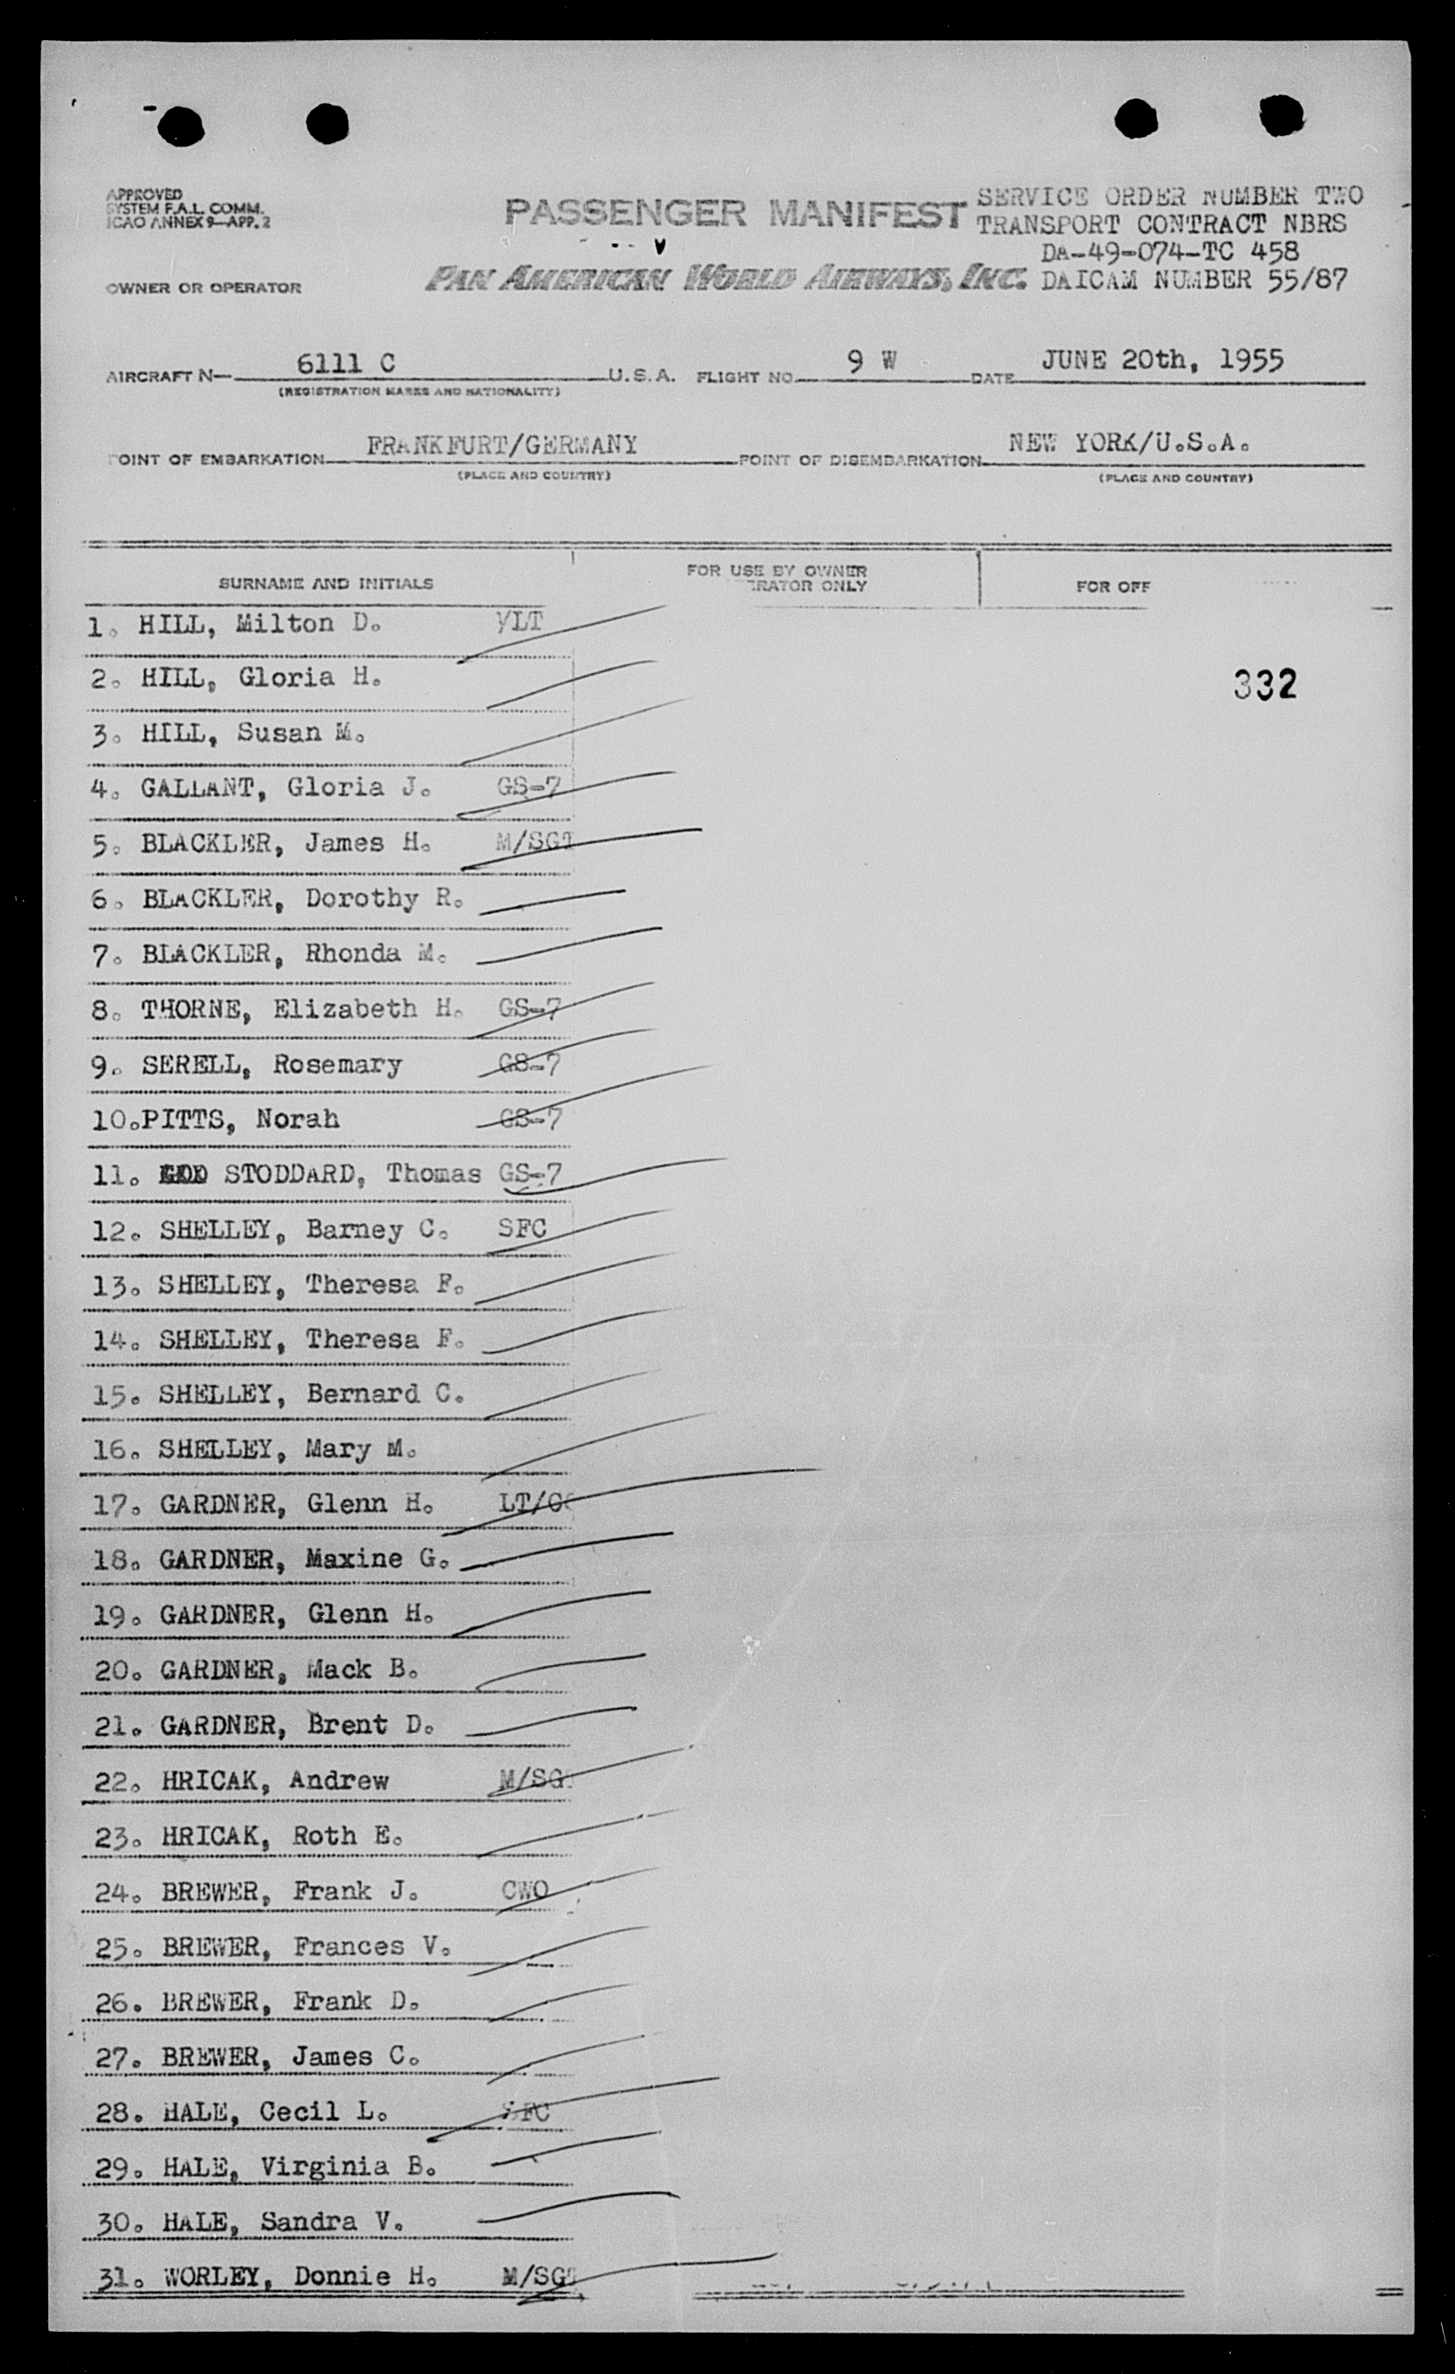 APPROVED
SYSTEM F.A.L. COMM.
ICAO ANNEX 9—APP. 2
PASSENGER MANIFEST
SERVICE ORDER NUMBER TWO
TRANSPORT CONTRACT NBRS
DA-49-074-TC 458
DAICAM NUMBER 55/87
OWNER OR OPERATOR
PAN AMERICAN WORLD AIRWAYS, INC.
AIRCRAFT N— 6111 C U.S.A. FLIGHT NO. 9 W DATE JUNE 20th, 1955
(REGISTRATION MARKS AND NATIONALITY)
POINT OF EMBARKATION FRANKFURT/GERMANY POINT OF DISEMBARKATION NEW YORK/U.S.A.
(PLACE AND COUNTRY) (PLACE AND COUNTRY)
SURNAME AND INITIALS FOR USE BY OWNER
ERATOR ONLY FOR OFF
1. HILL, Milton D. /LT
2. HILL, Gloria H.
332
3. HILL, Susan M.
4. GALLANT, Gloria J. GS-7
5. BLACKLER, James H. M/SGT
6. BLACKLER, Dorothy R.
7. BLACKLER, Rhonda M.
8. THORNE, Elizabeth H. GS-7
9. SERELL, Rosemary GS-7
10.PITTS, Norah GS-7
11. STODDARD, Thomas GS-7
12. SHELLEY, Barney C. SFC
13. SHELLEY, Theresa F.
14. SHELLEY, Theresa F.
15. SHELLEY, Bernard C.
16. SHELLEY, Mary M.
17. GARDNER, Glenn H. LT/C
18. GARDNER, Maxine G.
19. GARDNER, Glenn H.
20. GARDNER, Mack B.
21. GARDNER, Brent D.
22. HRICAK, Andrew M/SG
23. HRICAK, Roth E.
24. BREWER, Frank J. CWO
25. BREWER, Frances V.
26. BREWER, Frank D.
27. BREWER, James C.
28. HALE, Cecil L. SFC
29. HALE, Virginia B.
30. HALE, Sandra V.
31. WORLEY, Donnie H. M/SGT